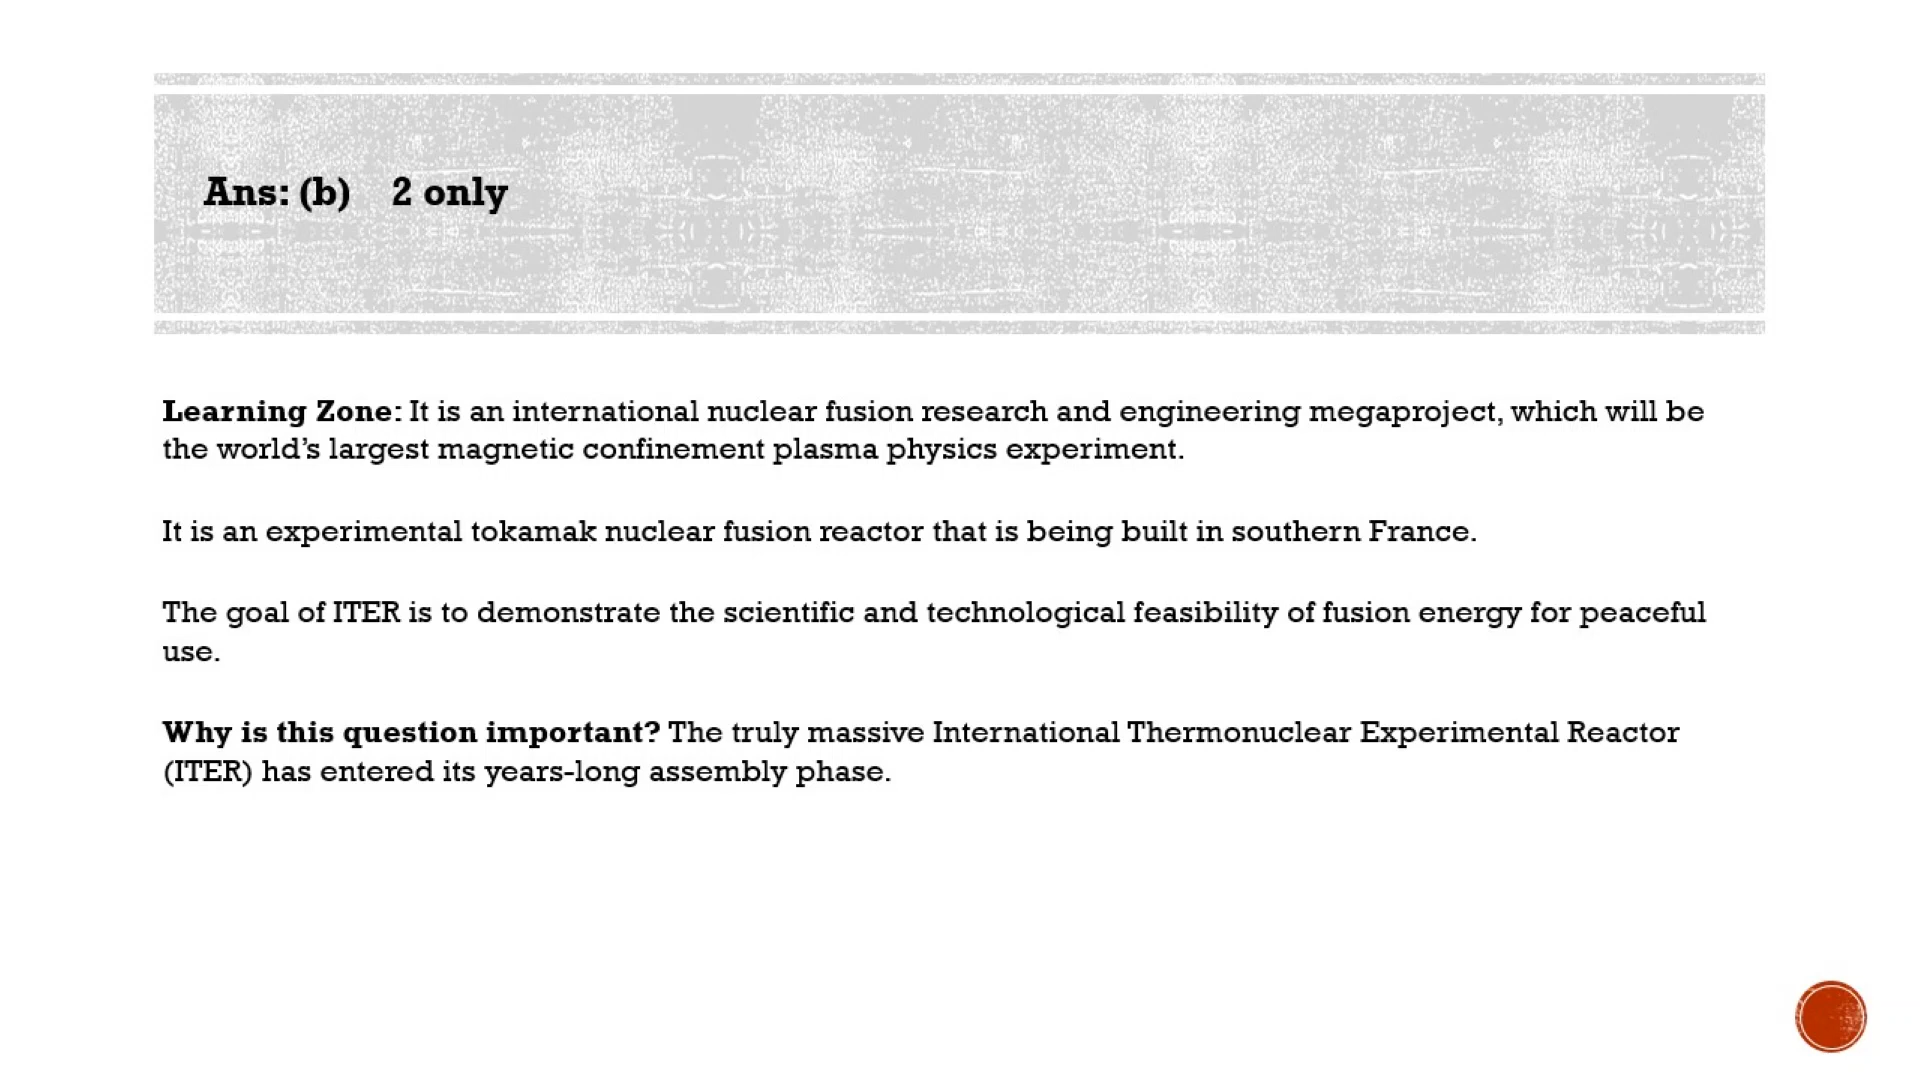 Ans: (b) 2 only
Learning Zone: It is an international nuclear fusion research and engineering megaproject, which will be
the world’s largest magnetic confinement plasma physics experiment.
It is an experimental tokamak nuclear fusion reactor that is being built in southern France.
The goal of ITER is to demonstrate the scientific and technological feasibility of fusion energy for peaceful
use.
Why is this question important? The truly massive International Thermonuclear Experimental Reactor
(ITER) has entered its years-long assembly phase.